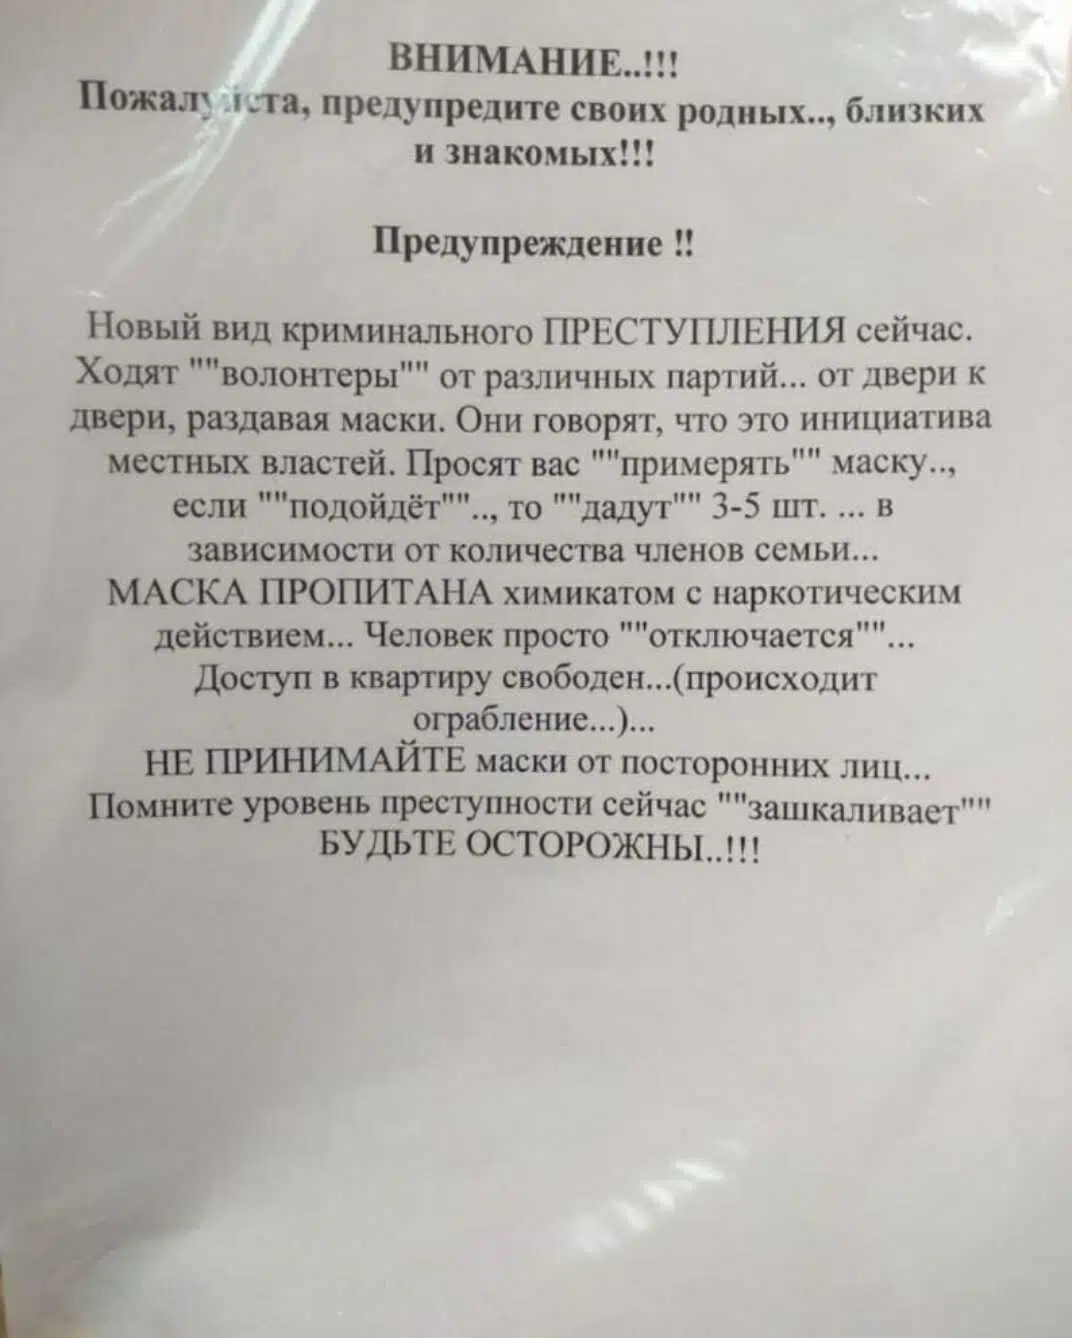 ВНИМАНИЕ..!!!
Пожалуйста, предупредите своих родных.., близких
и знакомых!!!
Предупреждение !!
Новый вид криминального ПРЕСТУПЛЕНИЯ сейчас.
Ходят ""волонтеры"" от различных партий... от двери к
двери, раздавая маски. Они говорят, что это инициатива
местных властей. Просят вас ""примерять"" маску..,
если ""подойдёт"".., то ""дадут"" 3-5 шт. ... в
зависимости от количества членов семьи...
МАСКА ПРОПИТАНА химикатом с наркотическим
действием... Человек просто ""отключается""...
Доступ в квартиру свободен...(происходит
ограбление...)...
НЕ ПРИНИМАЙТЕ маски от посторонних лиц...
Помните уровень преступности сейчас ""зашкаливает""
БУДЬТЕ ОСТОРОЖНЫ..!!!